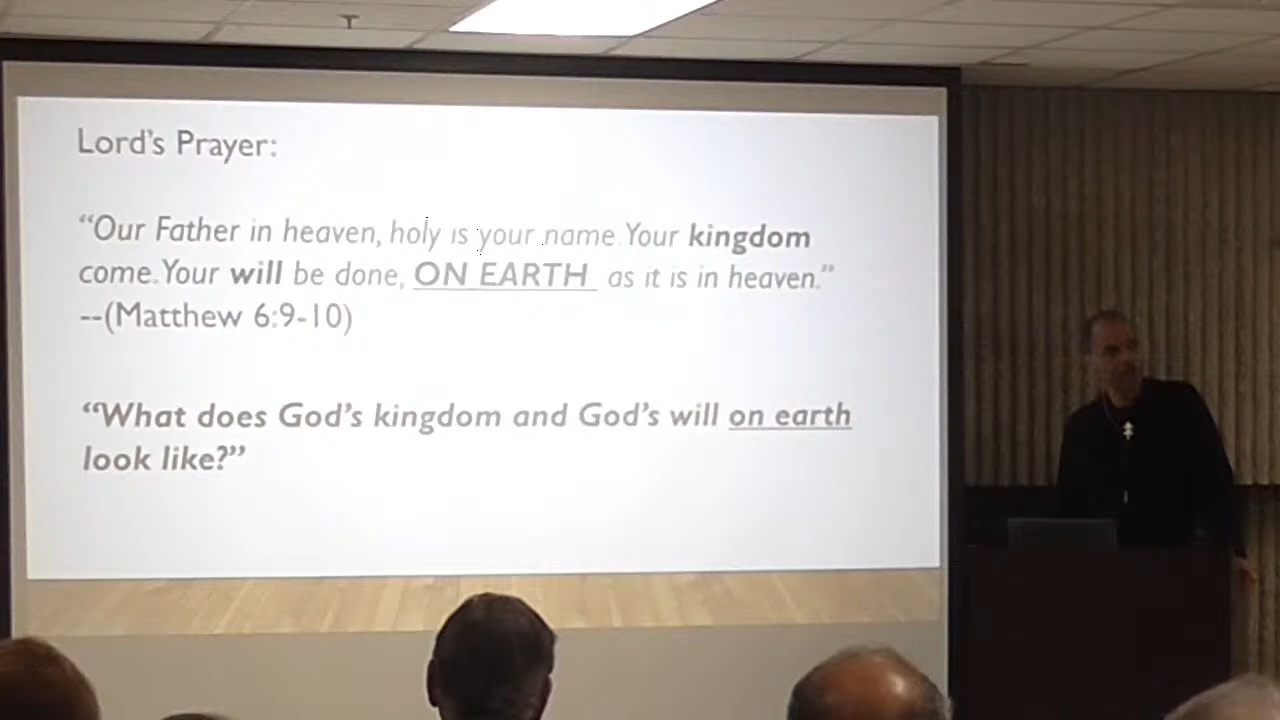 Lord's Prayer:
“Our Father in heaven, holy is your name. Your kingdom
come. Your will be done, ON EARTH as it is in heaven.”
--(Matthew 6:9-10)
“What does God's kingdom and God's will on earth
look like?”